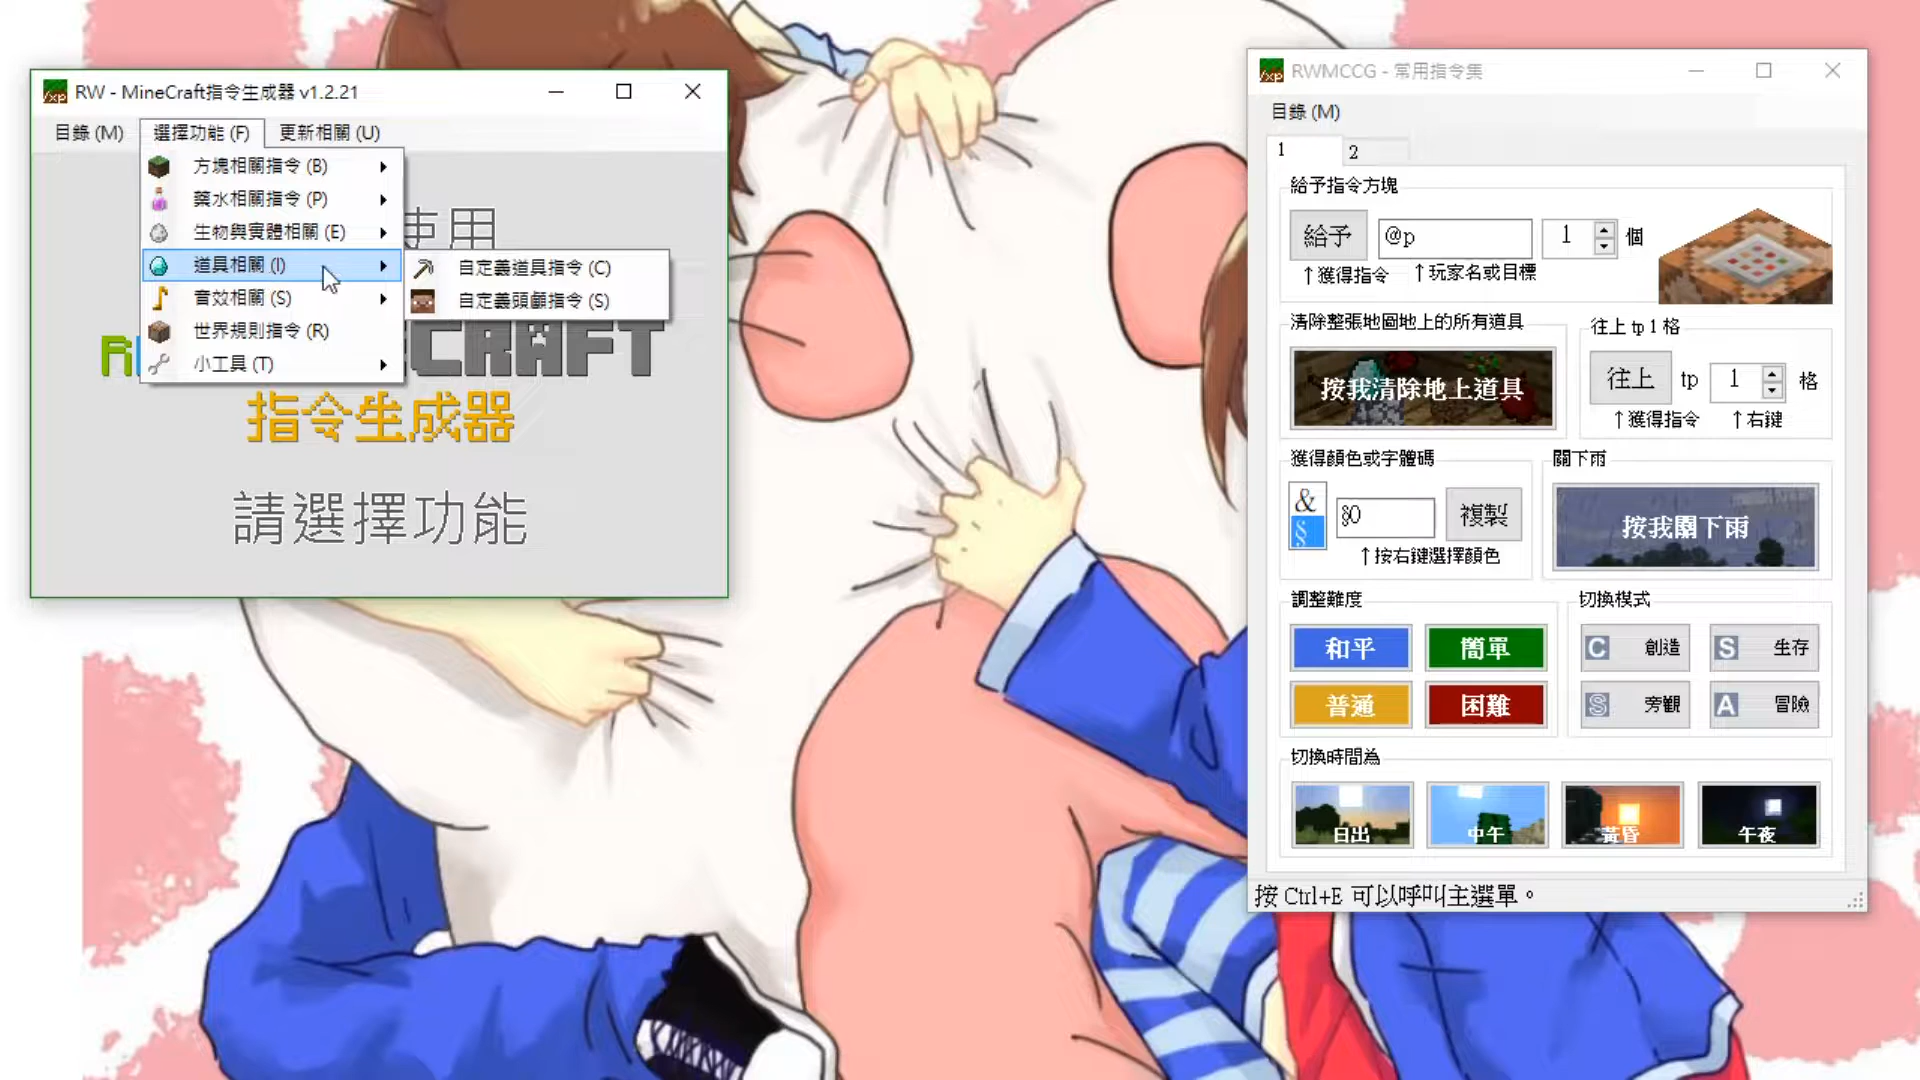 RW - MineCraft指令生成器 v1.2.21
目錄 (M)
選擇功能 (F)
更新相關 (U)
方塊相關指令 (B)
藥水相關指令 (P)
生物與實體相關 (E)
道具相關 (I)
音效相關 (S)
世界規則指令 (R)
小工具 (T)
自定義道具指令 (C)
自定義頭顱指令 (S)
使用
CRAFT
指令生成器
請選擇功能
RWMCCG - 常用指令集
目錄 (M)
1
2
給予指令方塊
給予
@p
1
個
↑獲得指令
↑玩家名或目標
清除整張地圖地上的所有道具
按我清除地上道具
往上 tp 1 格
往上
tp
1
格
↑獲得指令
↑右鍵
獲得顏色或字體碼
&
§
§0
複製
↑按右鍵選擇顏色
關下雨
按我關下雨
調整難度
和平
簡單
普通
困難
切換模式
C 創造
S 生存
S 旁觀
A 冒險
切換時間為
日出
中午
黃昏
午夜
按 Ctrl+E 可以呼叫主選單。